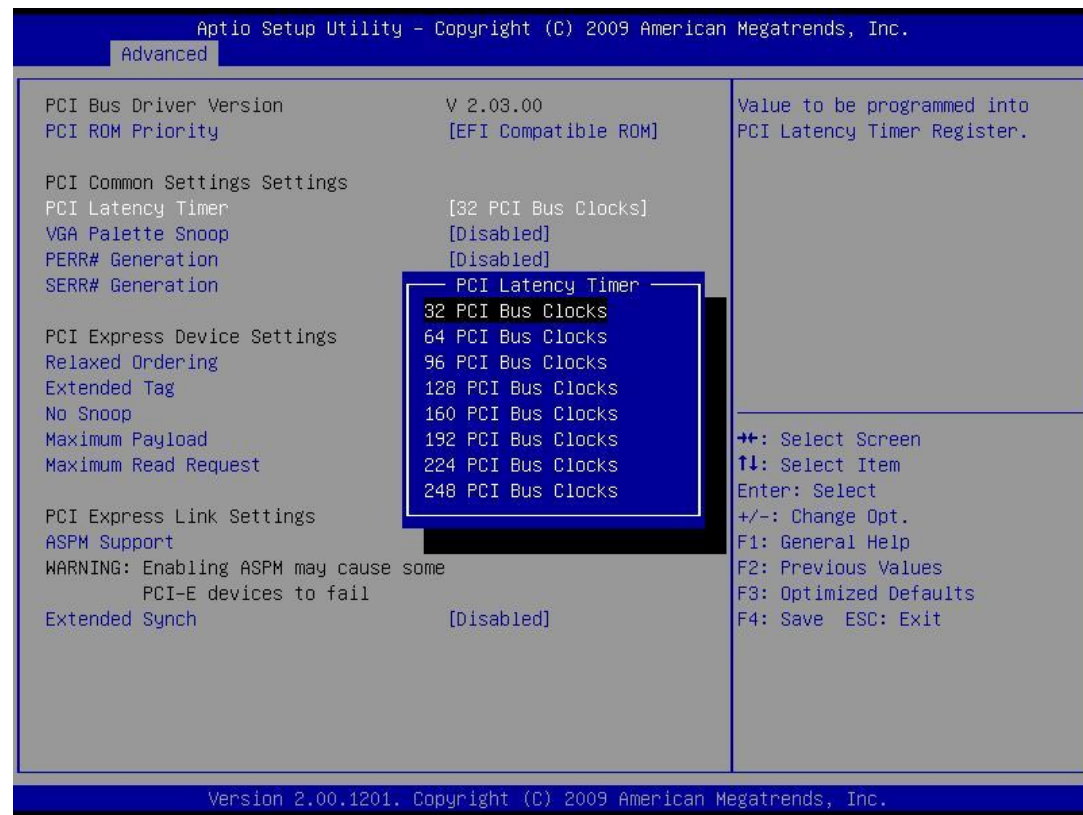 Aptio Setup Utility – Copyright (C) 2009 American Megatrends, Inc.
Advanced
PCI Bus Driver Version V 2.03.00
PCI ROM Priority [EFI Compatible ROM]
PCI Common Settings Settings
PCI Latency Timer [32 PCI Bus Clocks]
VGA Palette Snoop [Disabled]
PERR# Generation [Disabled]
SERR# Generation
PCI Express Device Settings
Relaxed Ordering
Extended Tag
No Snoop
Maximum Payload
Maximum Read Request
PCI Express Link Settings
ASPM Support
WARNING: Enabling ASPM may cause some
PCI-E devices to fail
Extended Synch [Disabled]
PCI Latency Timer
32 PCI Bus Clocks
64 PCI Bus Clocks
96 PCI Bus Clocks
128 PCI Bus Clocks
160 PCI Bus Clocks
192 PCI Bus Clocks
224 PCI Bus Clocks
248 PCI Bus Clocks
Value to be programmed into
PCI Latency Timer Register.
→←: Select Screen
↑↓: Select Item
Enter: Select
+/-: Change Opt.
F1: General Help
F2: Previous Values
F3: Optimized Defaults
F4: Save ESC: Exit
Version 2.00.1201. Copyright (C) 2009 American Megatrends, Inc.